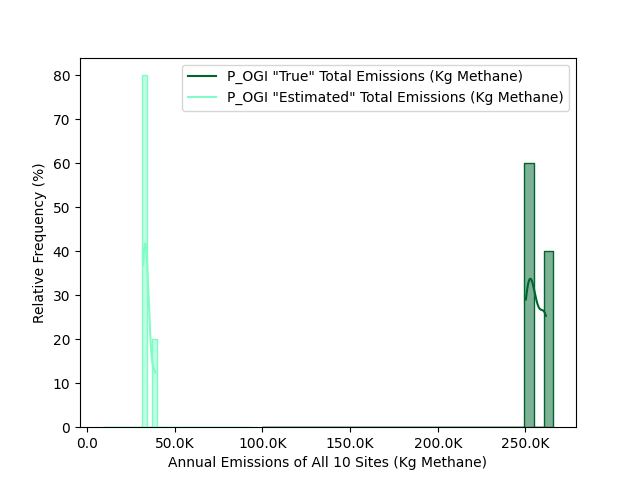 P_OGI "True" Total Emissions (Kg Methane)
P_OGI "Estimated" Total Emissions (Kg Methane)
80
70
60
50
40
30
20
10
0
Relative Frequency (%)
0.0 50.0K 100.0K 150.0K 200.0K 250.0K
Annual Emissions of All 10 Sites (Kg Methane)